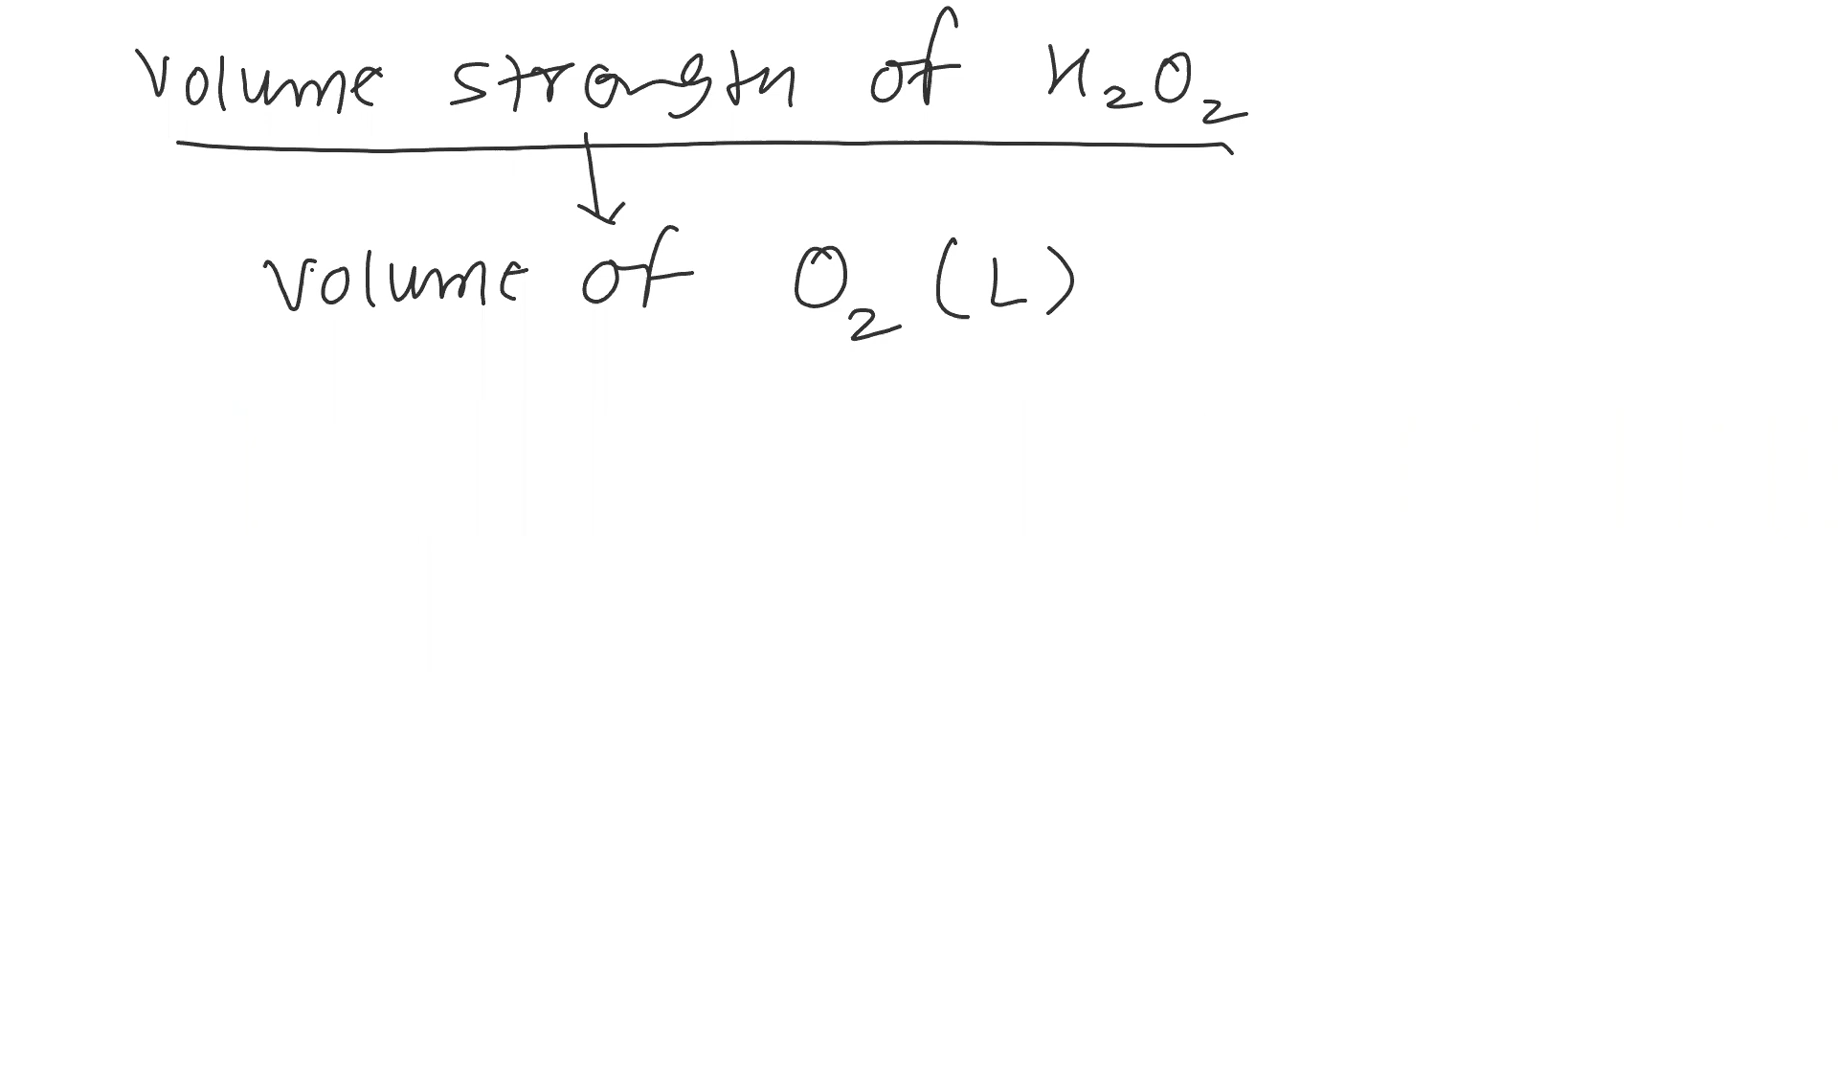 Volume strength of H₂O₂
Volume of O₂ (L)